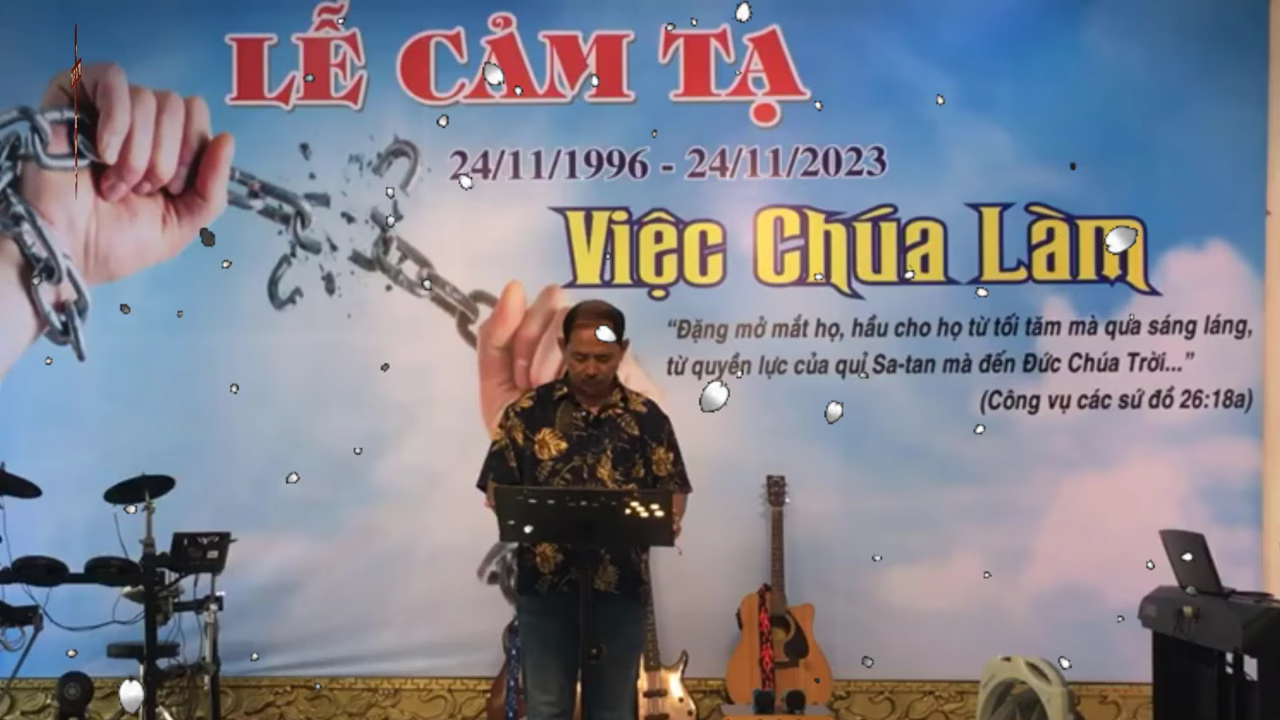 LỄ CẢM TẠ
24/11/1996 - 24/11/2023
Việc Chúa Làm
“Đặng mở mắt họ, hầu cho họ từ tối tăm mà qua sáng láng,
từ quyền lực của quỉ Sa-tan mà đến Đức Chúa Trời...”
(Công vụ các sứ đồ 26:18a)